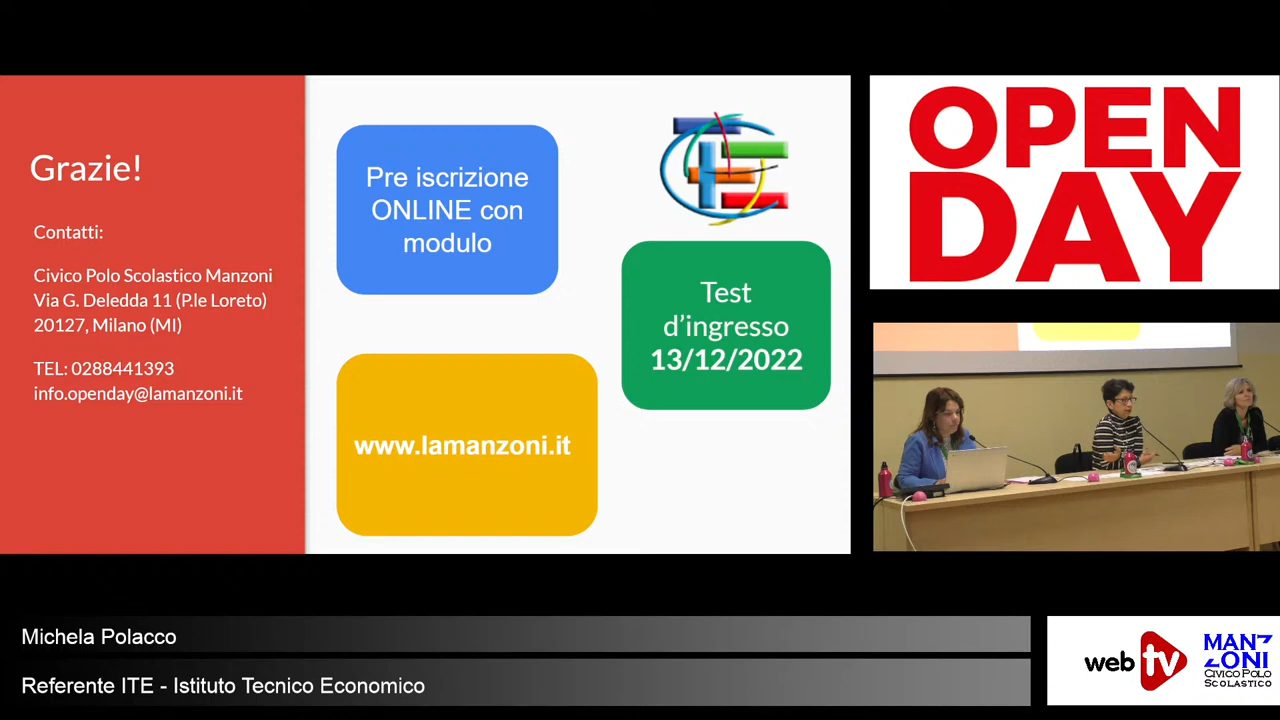 Grazie!
Contatti:
Civico Polo Scolastico Manzoni
Via G. Deledda 11 (P.le Loreto)
20127, Milano (MI)
TEL: 0288441393
info.openday@lamanzoni.it
Pre iscrizione
ONLINE con
modulo
www.lamanzoni.it
Test
d’ingresso
13/12/2022
OPEN
DAY
Michela Polacco
Referente ITE - Istituto Tecnico Economico
web tv
MANZ
ZONI
CIVICO POLO
SCOLASTICO